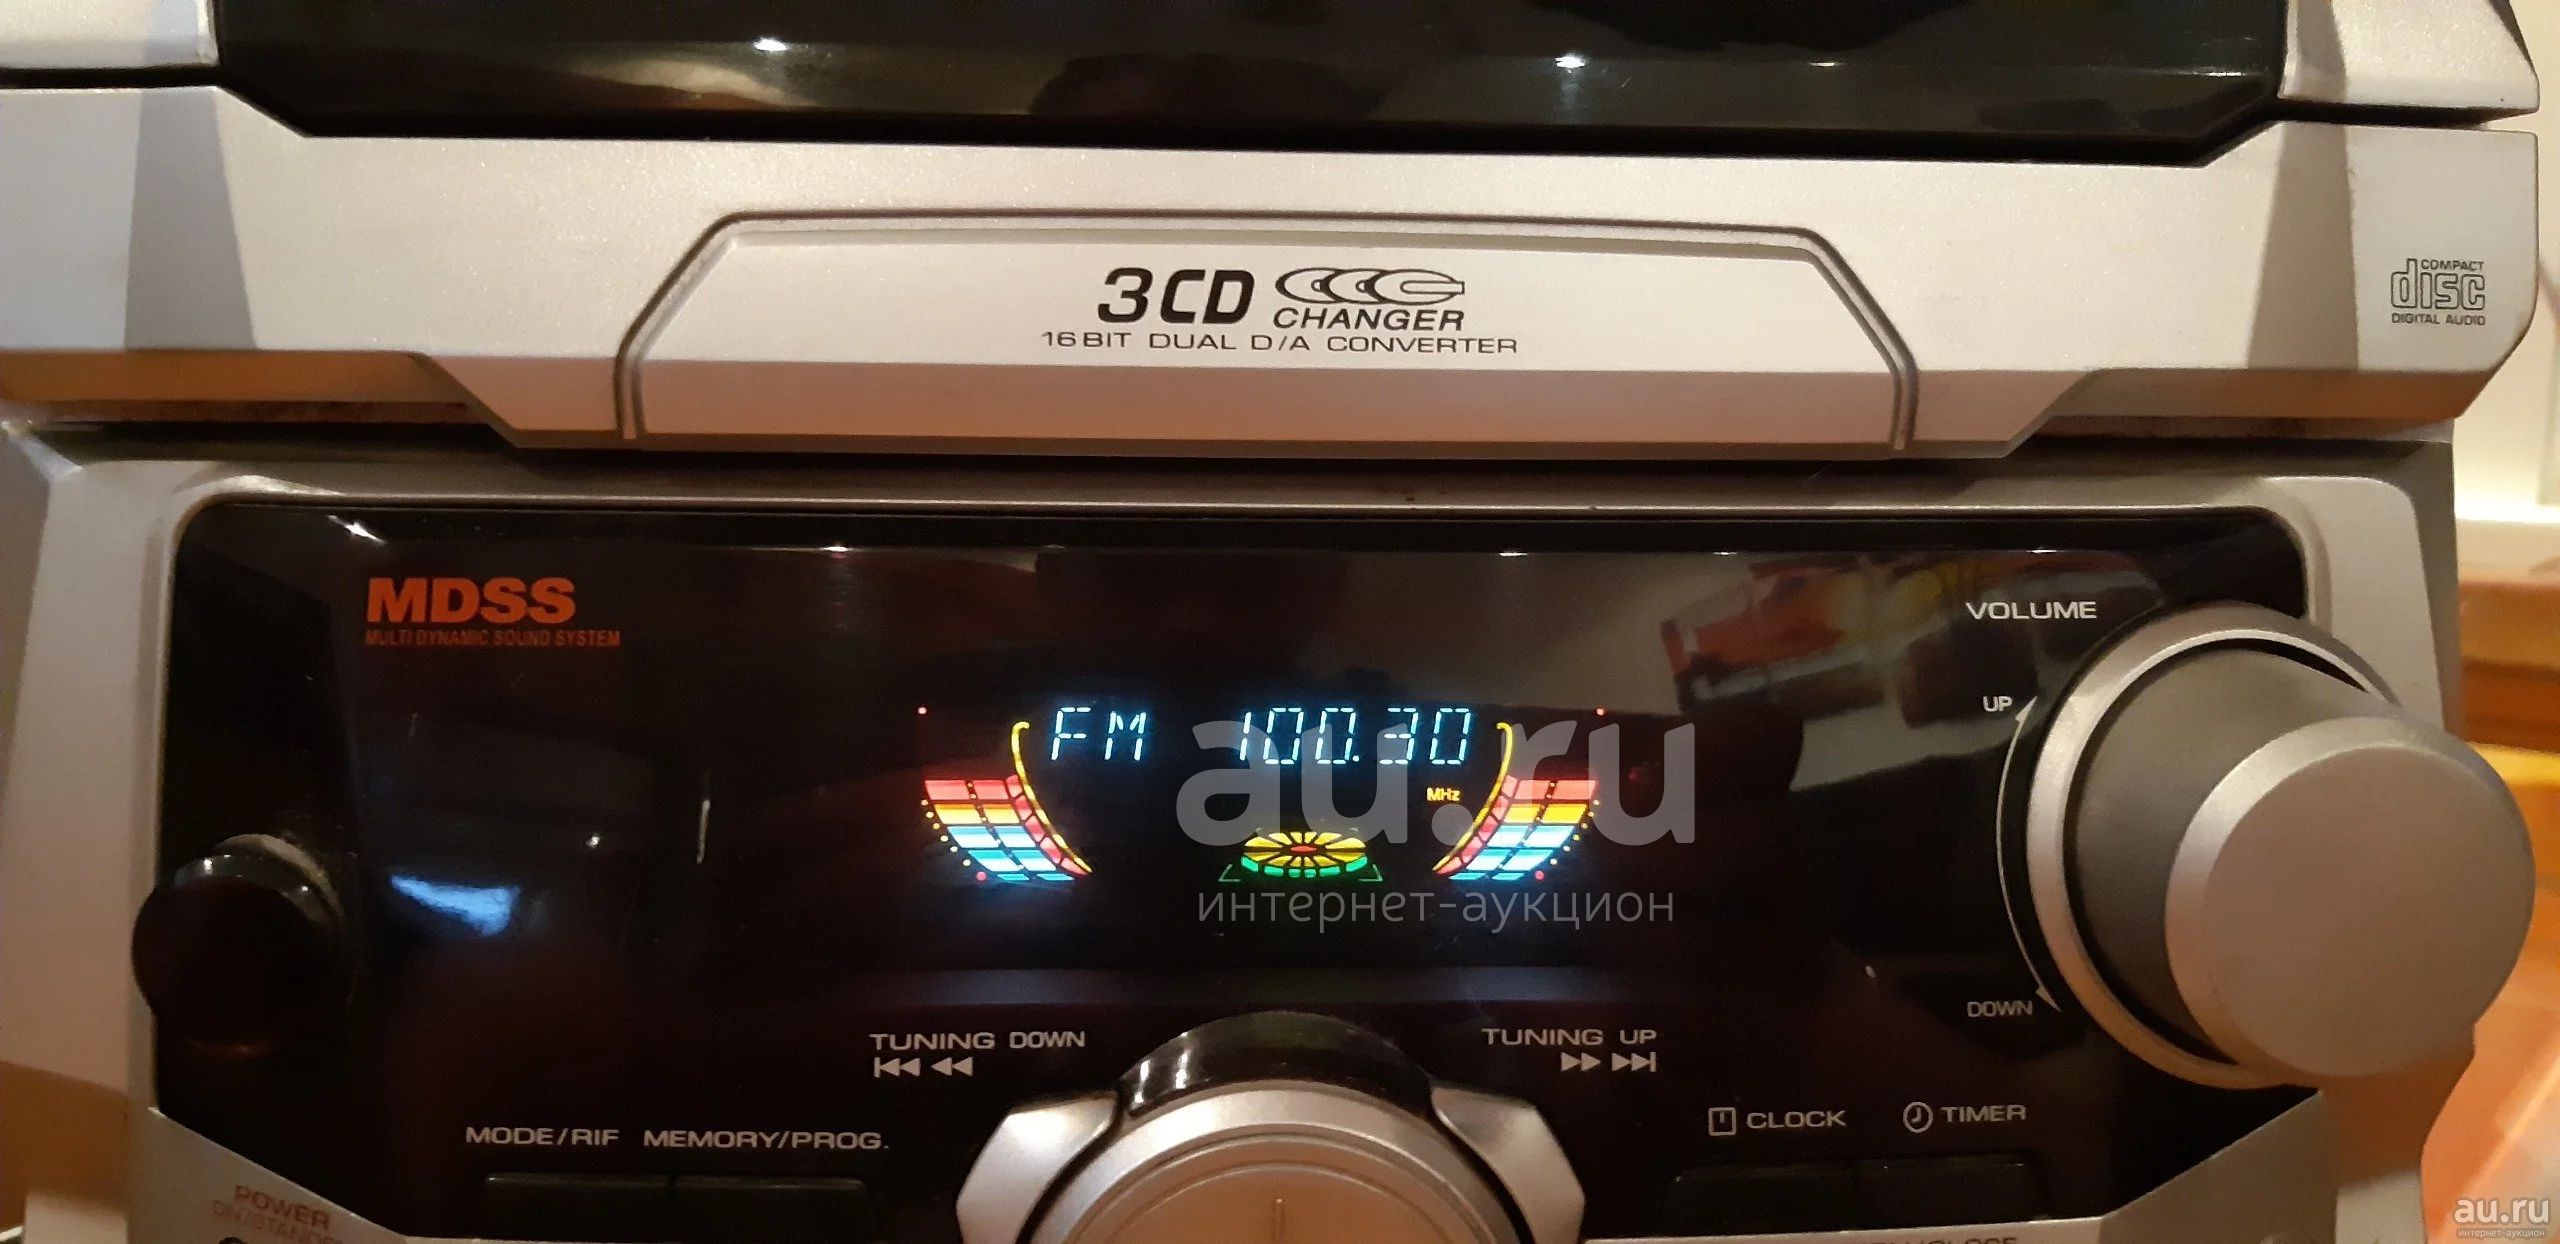 3CD CHANGER
16 BIT DUAL D/A CONVERTER
COMPACT
disc
DIGITAL AUDIO
MDSS
MULTI DYNAMIC SOUND SYSTEM
VOLUME
UP
FM 100.30
MHz
au.ru
интернет-аукцион
DOWN
TUNING DOWN
TUNING UP
CLOCK
TIMER
MODE/RIF MEMORY/PROG.
POWER
au.ru
интернет-аукцион